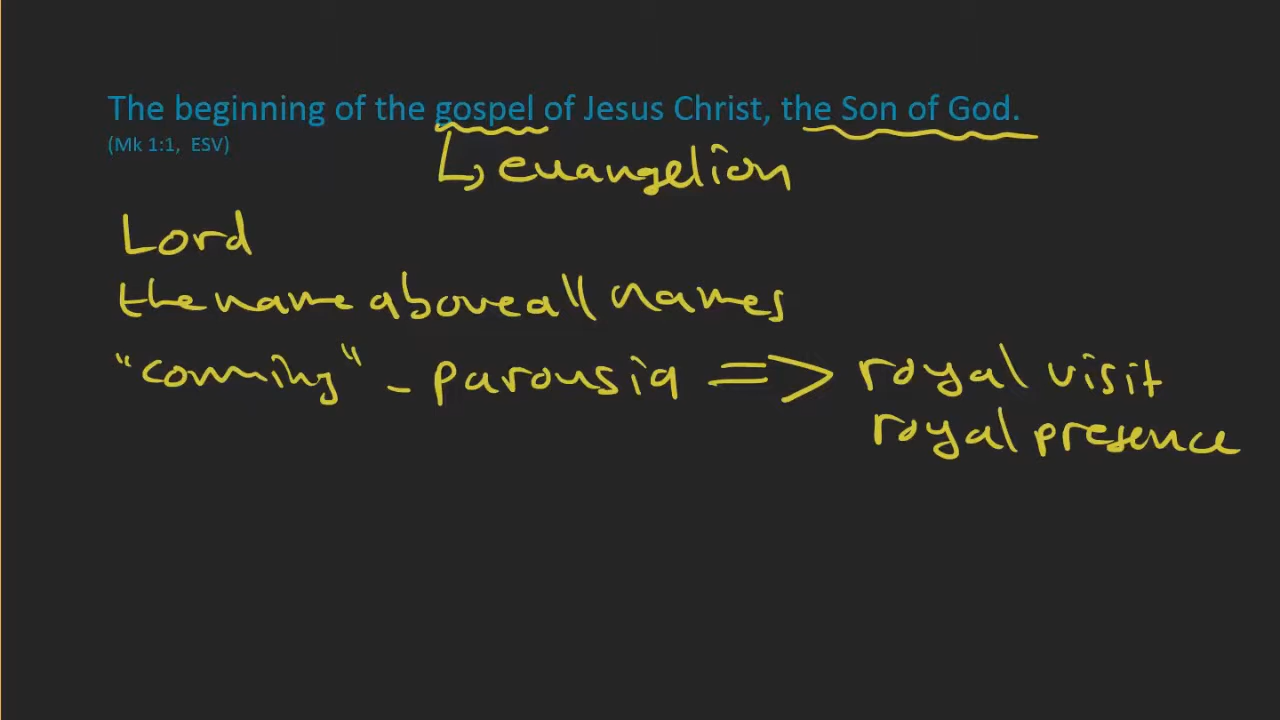 The beginning of the gospel of Jesus Christ, the Son of God.
(Mk 1:1, ESV)
↳ euangelion
Lord
the name above all names
"coming" - parousia => royal visit
royal presence